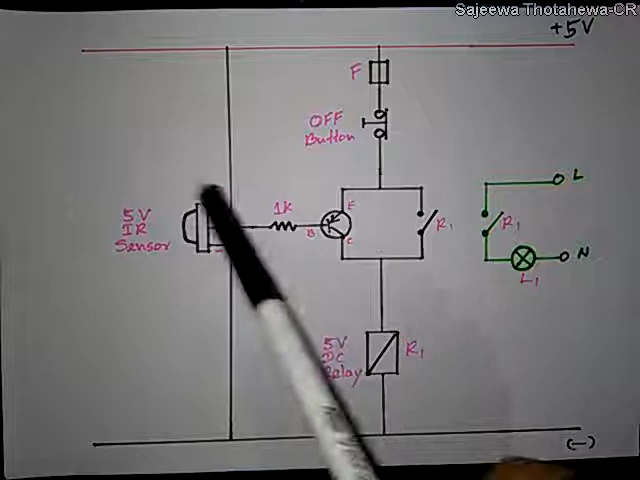 Sajeewa Thotahewa-CR
+5V
F
OFF
Button
L
E
1K
5V
IR
Sensor
B
R1
R1
C
N
L1
5V
DC
Relay
R1
(-)